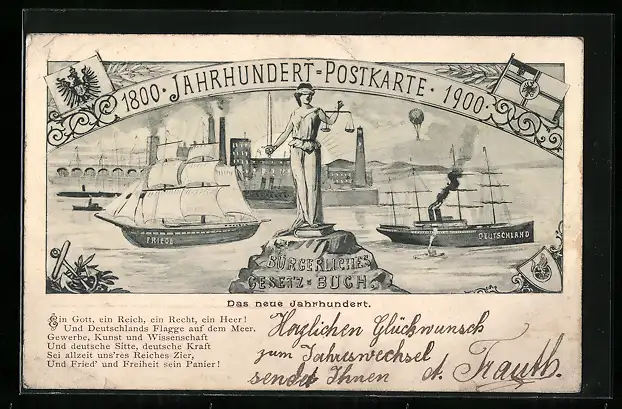 1800 · JAHRHUNDERT=POSTKARTE · 1900 ·
FRIEDE
DEUTSCHLAND
BÜRGERLICHES
GESETZ=BUCH.
Das neue Jahrhundert.
Ein Gott, ein Reich, ein Recht, ein Heer!
Und Deutschlands Flagge auf dem Meer.
Gewerbe, Kunst und Wissenschaft
Und deutsche Sitte, deutsche Kraft
Sei allzeit uns'res Reiches Zier,
Und Fried' und Freiheit sein Panier!
Herzlichen Glückwunsch
zum Jahreswechsel
sendet Ihnen A. Trauth.